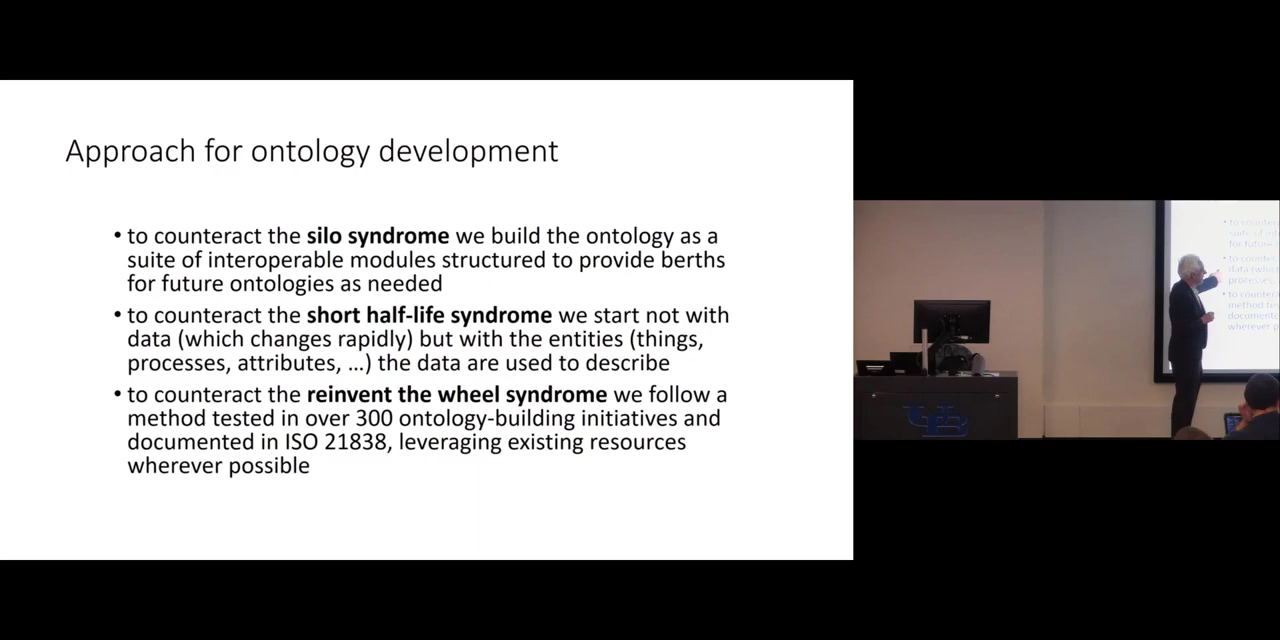 Approach for ontology development
• to counteract the silo syndrome we build the ontology as a
suite of interoperable modules structured to provide berths
for future ontologies as needed
• to counteract the short half-life syndrome we start not with
data (which changes rapidly) but with the entities (things,
processes, attributes, …) the data are used to describe
• to counteract the reinvent the wheel syndrome we follow a
method tested in over 300 ontology-building initiatives and
documented in ISO 21838, leveraging existing resources
wherever possible
UB